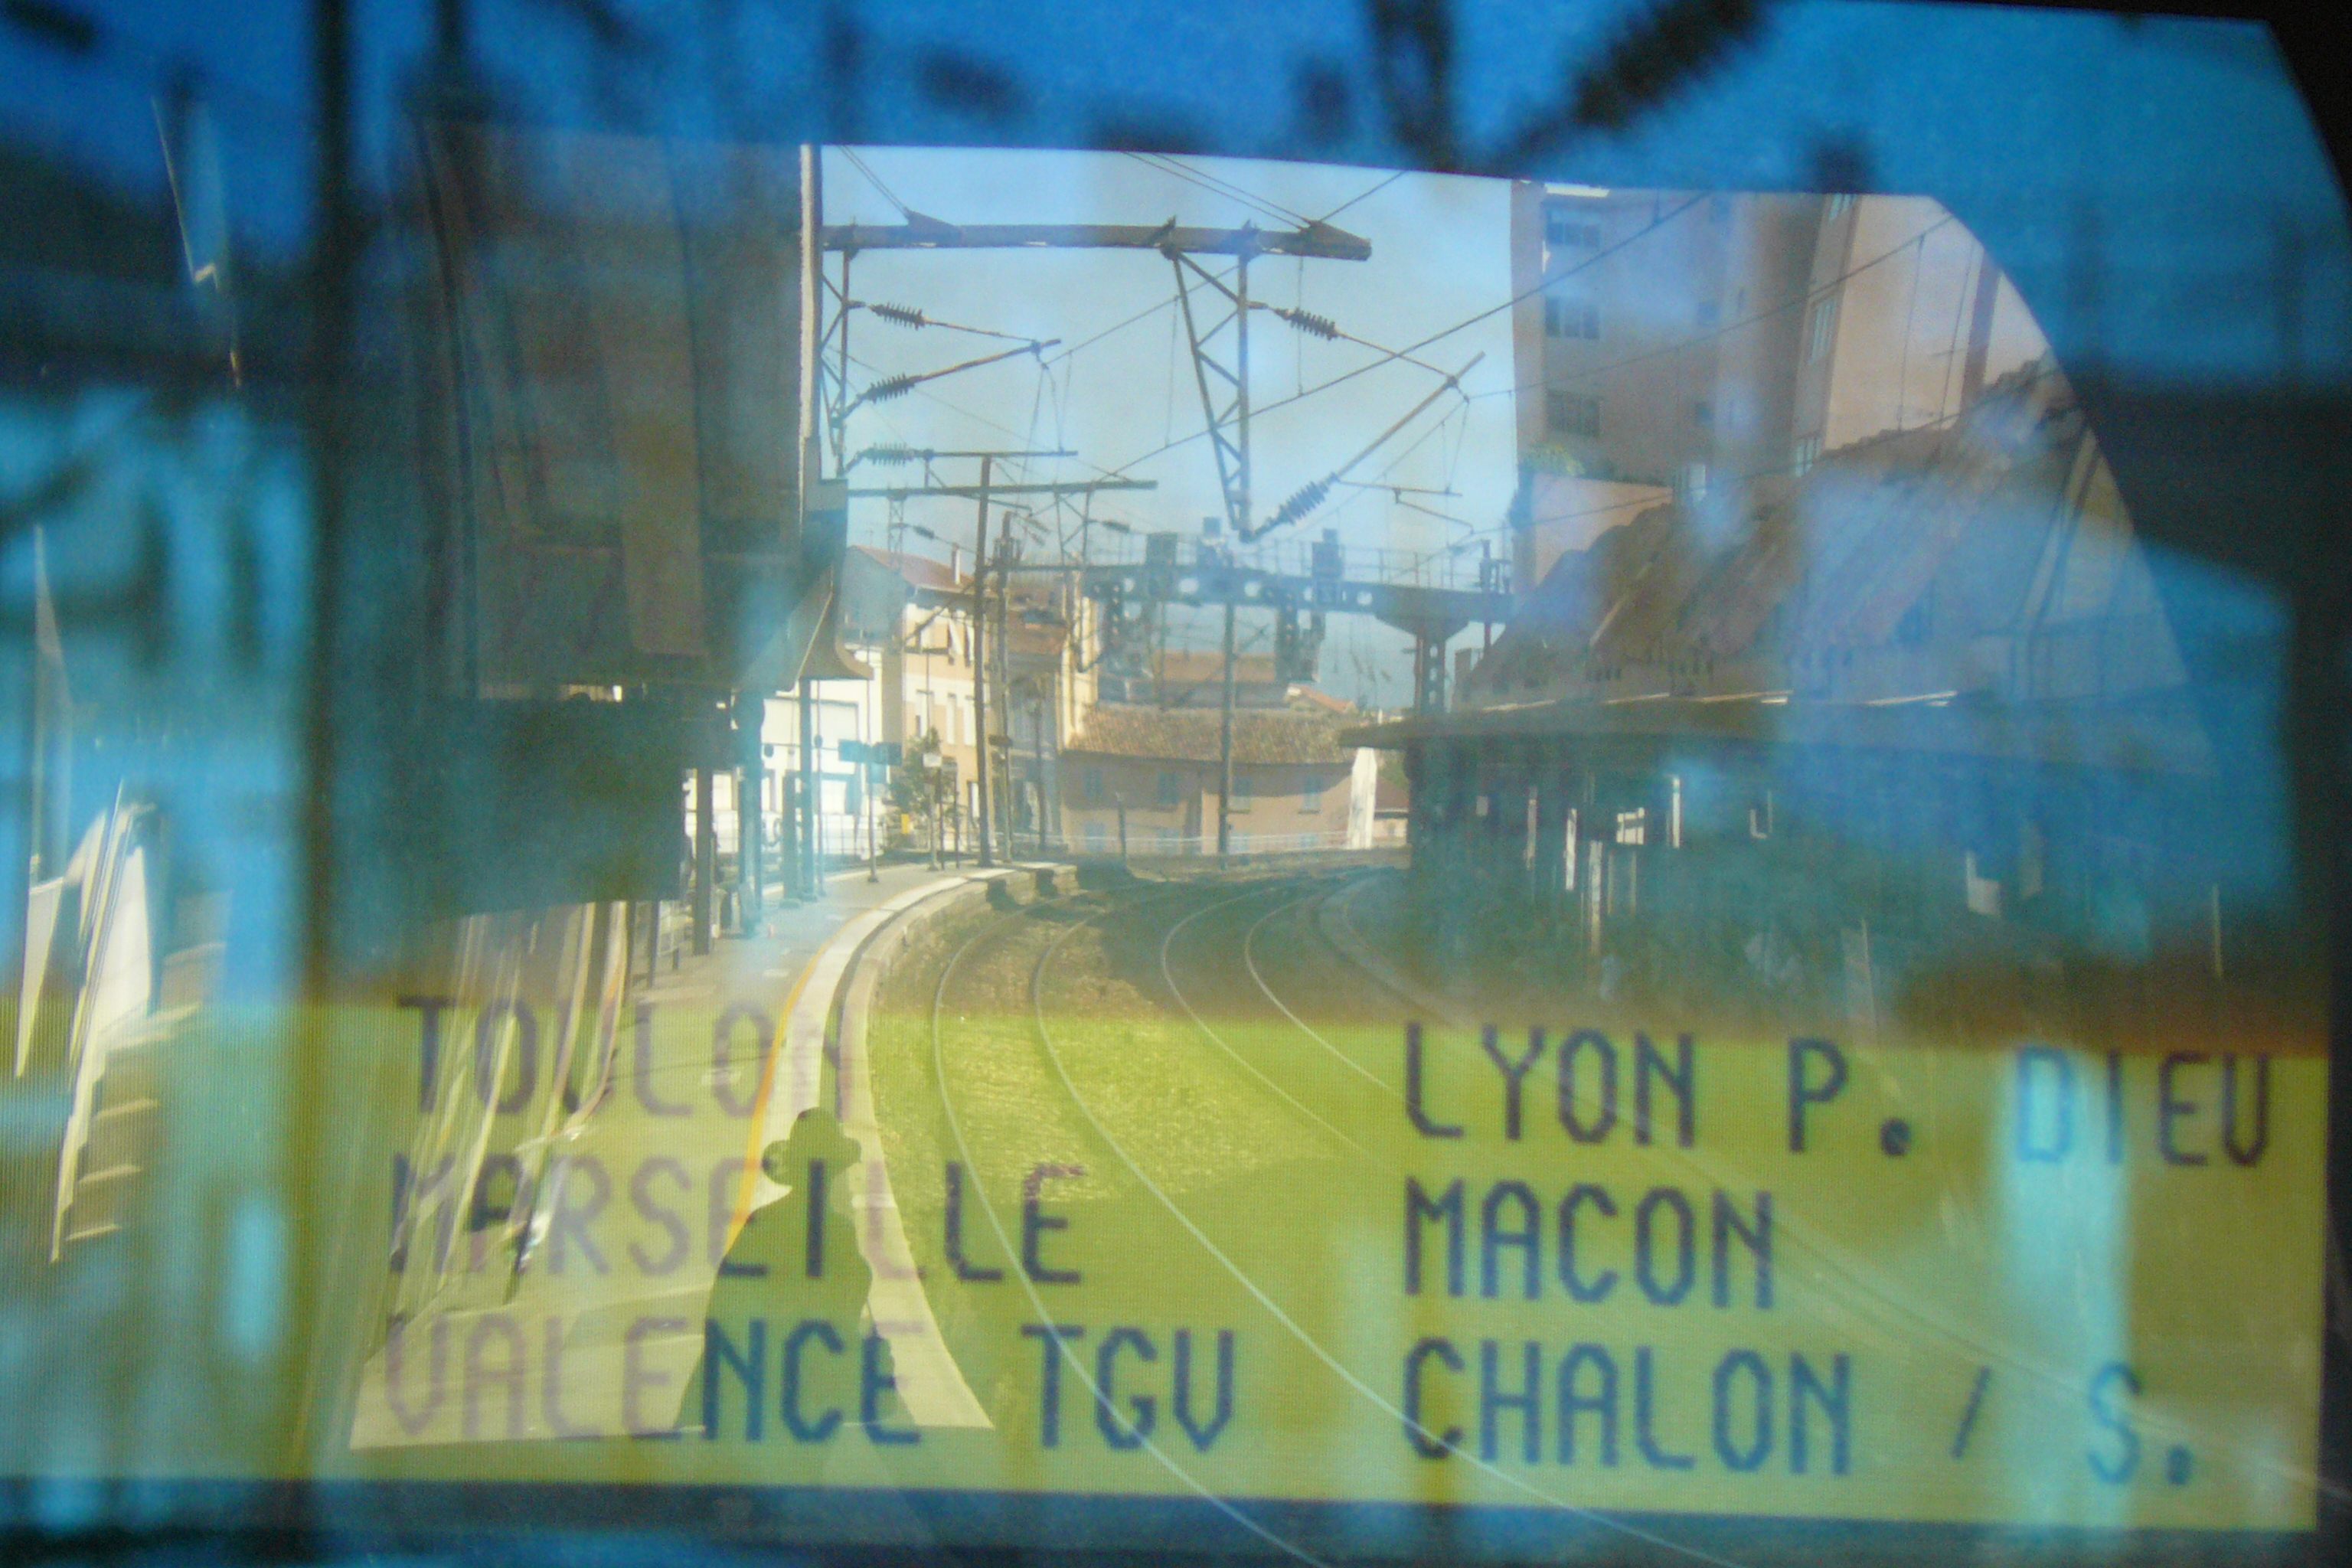 TOULON
MARSEILLE
VALENCE TGV
LYON P. DIEU
MACON
CHALON / S.